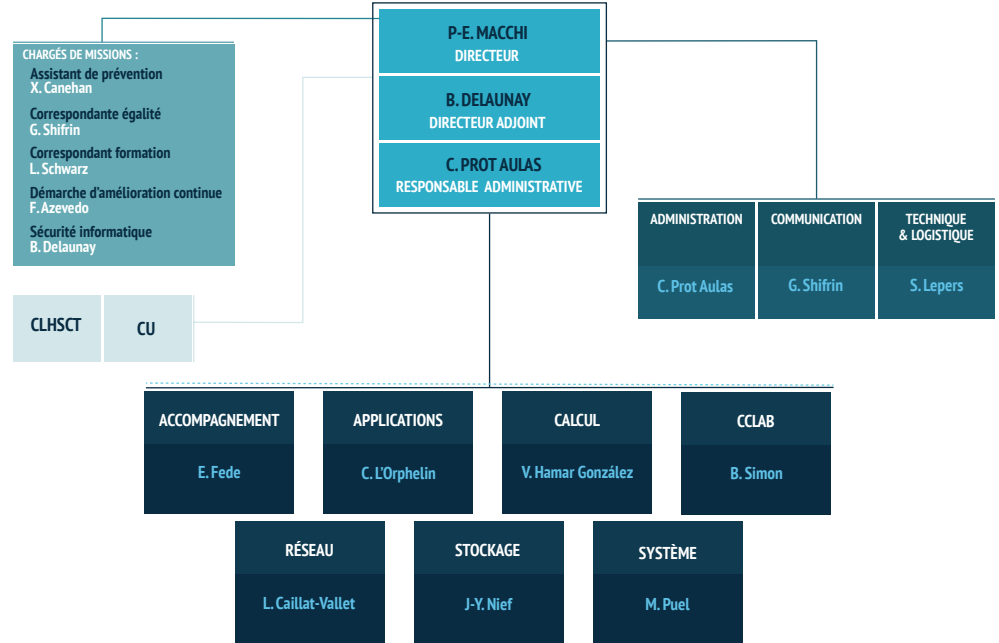 P-E. MACCHI
DIRECTEUR
B. DELAUNAY
DIRECTEUR ADJOINT
C. PROT AULAS
RESPONSABLE ADMINISTRATIVE
CHARGÉS DE MISSIONS :
Assistant de prévention
X. Canehan
Correspondante égalité
G. Shifrin
Correspondant formation
L. Schwarz
Démarche d'amélioration continue
F. Azevedo
Sécurité informatique
B. Delaunay
CLHSCT
CU
ADMINISTRATION
C. Prot Aulas
COMMUNICATION
G. Shifrin
TECHNIQUE
& LOGISTIQUE
S. Lepers
ACCOMPAGNEMENT
E. Fede
APPLICATIONS
C. L'Orphelin
CALCUL
V. Hamar González
CCLAB
B. Simon
RÉSEAU
L. Caillat-Vallet
STOCKAGE
J-Y. Nief
SYSTÈME
M. Puel